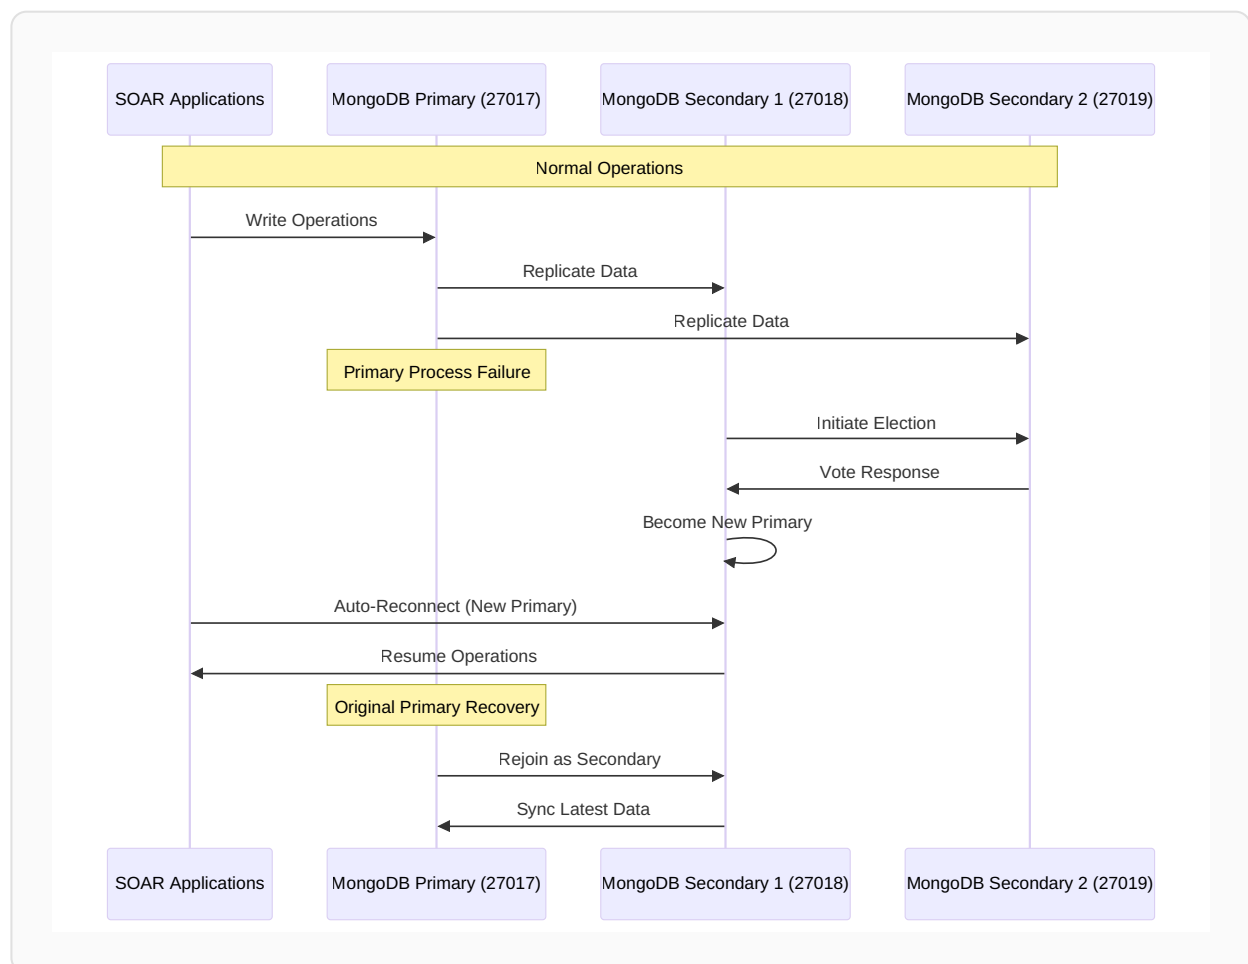 SOAR Applications
MongoDB Primary (27017)
MongoDB Secondary 1 (27018)
MongoDB Secondary 2 (27019)
Normal Operations
Write Operations
Replicate Data
Replicate Data
Primary Process Failure
Initiate Election
Vote Response
Become New Primary
Auto-Reconnect (New Primary)
Resume Operations
Original Primary Recovery
Rejoin as Secondary
Sync Latest Data
SOAR Applications
MongoDB Primary (27017)
MongoDB Secondary 1 (27018)
MongoDB Secondary 2 (27019)